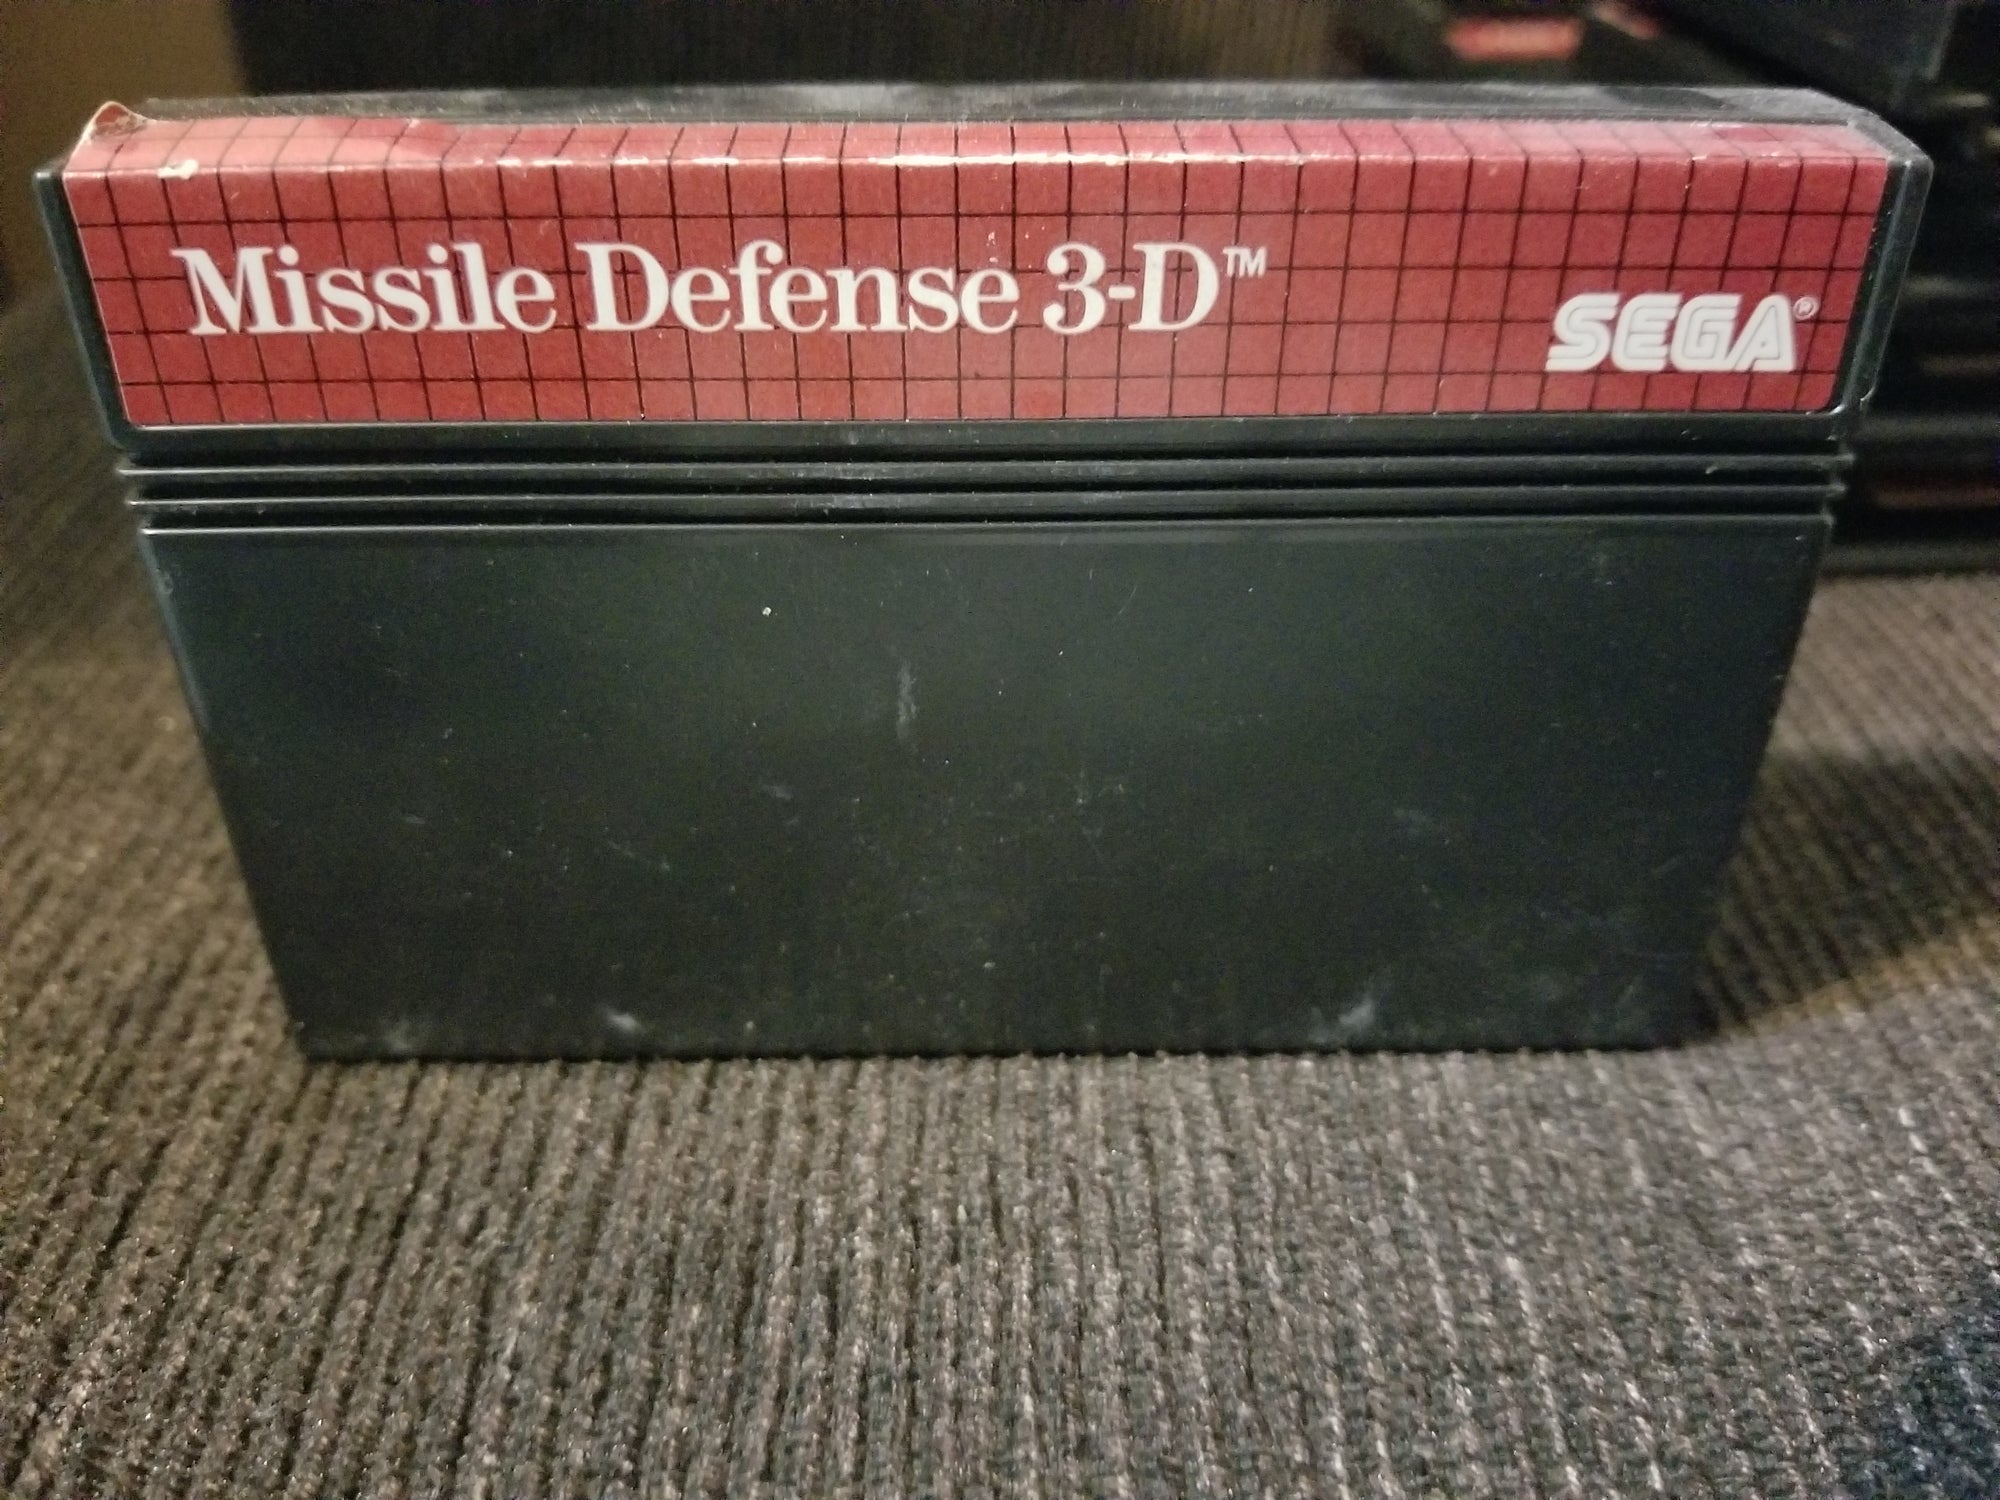 Missile Defense 3-D™
SEGA®